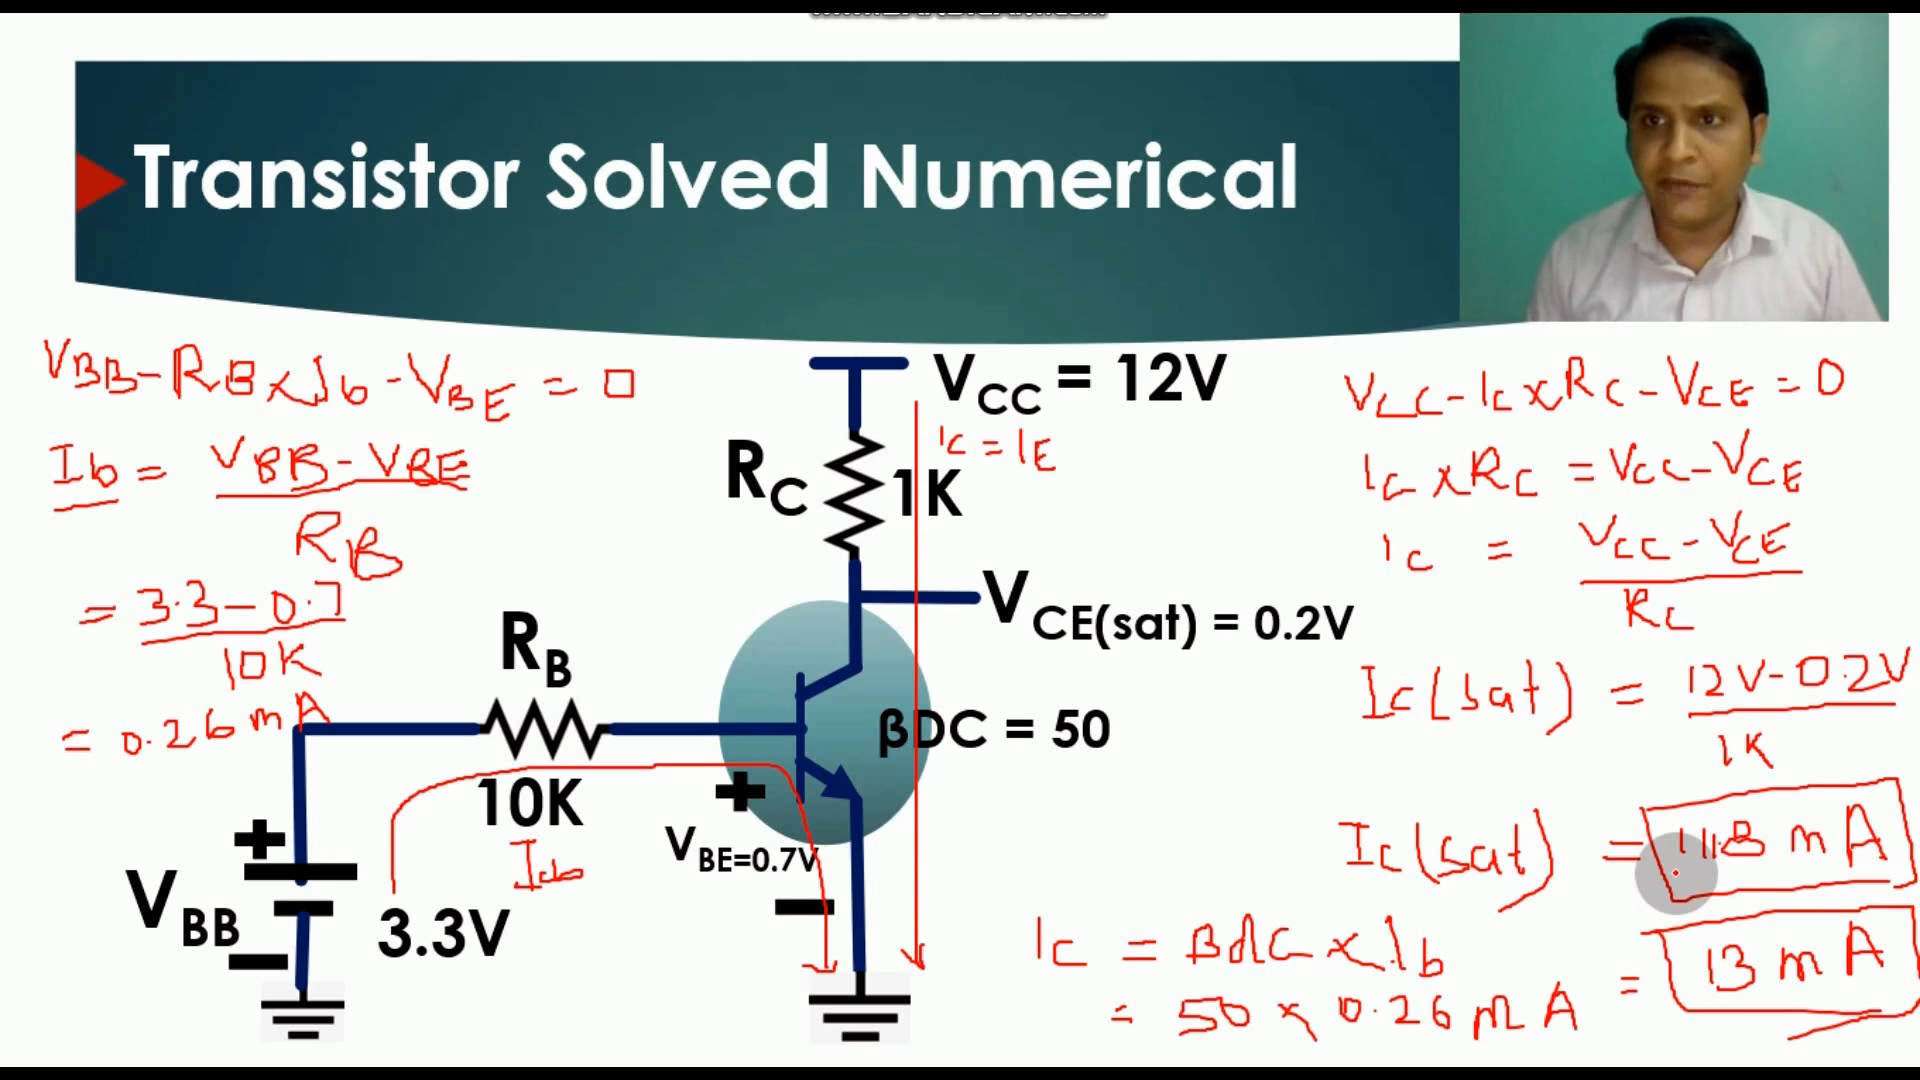 Transistor Solved Numerical
VBB-RB×Ib-VBE = 0
Ib = VBB-VBE
RB
= 3.3-0.7
10K
= 0.26mA
VCC = 12V
IC = IE
RC
1K
VCE(sat) = 0.2V
RB
10K
Ib
βDC = 50
+
VBE=0.7V
−
+
VBB
−
3.3V
VCC-IC×RC-VCE=0
IC×RC = VCC-VCE
IC = VCC-VCE
RC
IC(sat) = 12V-0.2V
1K
IC(sat) = 11.8 mA
IC = βdC×Ib
= 50 × 0.26 mA = 13 mA